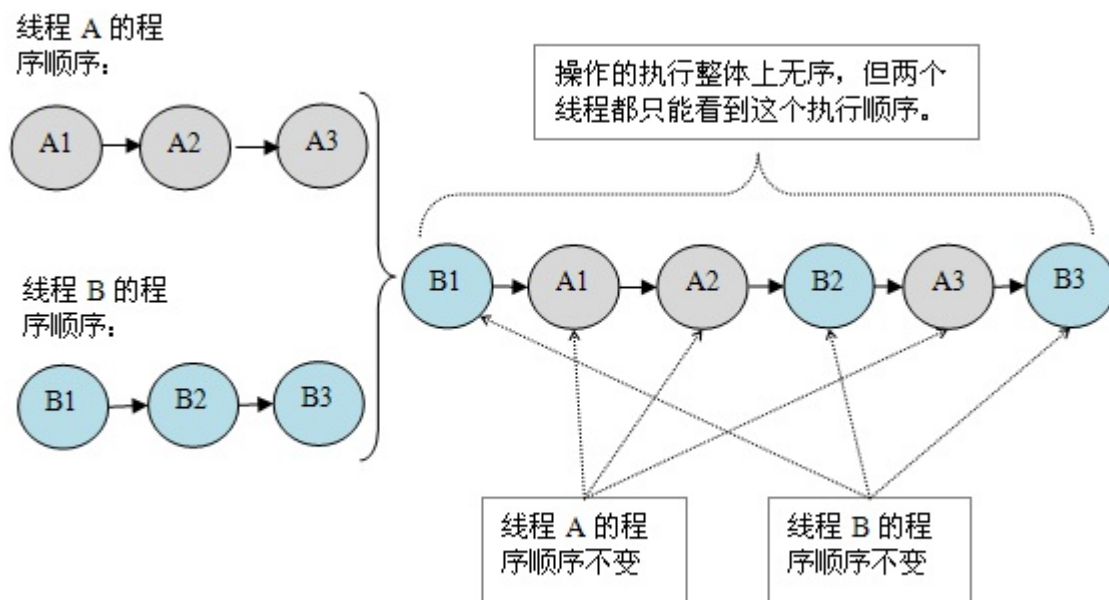 线程 A 的程
序顺序：
A1 A2 A3
线程 B 的程
序顺序：
B1 B2 B3
操作的执行整体上无序，但两个
线程都只能看到这个执行顺序。
B1 A1 A2 B2 A3 B3
线程 A 的程
序顺序不变
线程 B 的程
序顺序不变